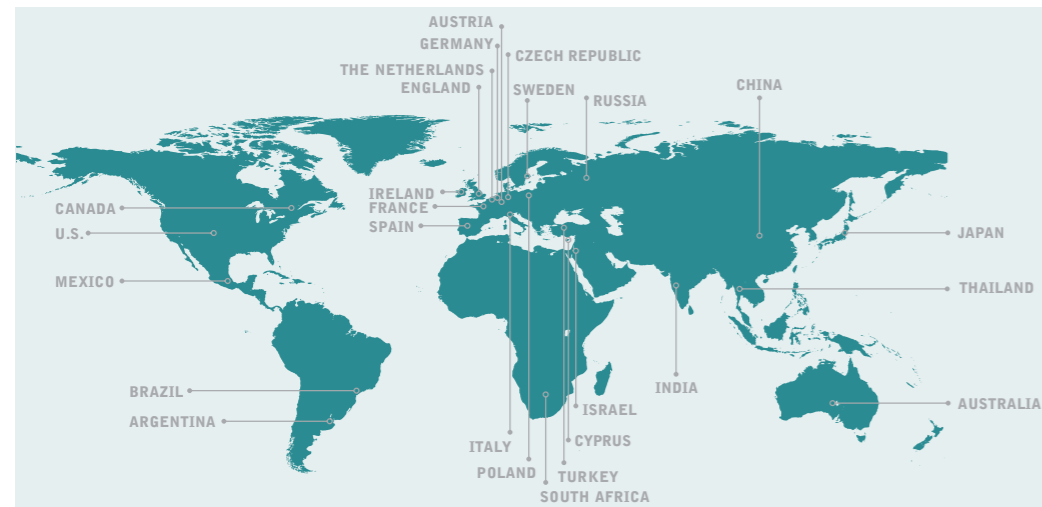 AUSTRIA
GERMANY
CZECH REPUBLIC
THE NETHERLANDS
ENGLAND
SWEDEN
RUSSIA
CHINA
IRELAND
FRANCE
SPAIN
CANADA
U.S.
MEXICO
JAPAN
THAILAND
BRAZIL
ARGENTINA
INDIA
ISRAEL
AUSTRALIA
ITALY
CYPRUS
POLAND
TURKEY
SOUTH AFRICA